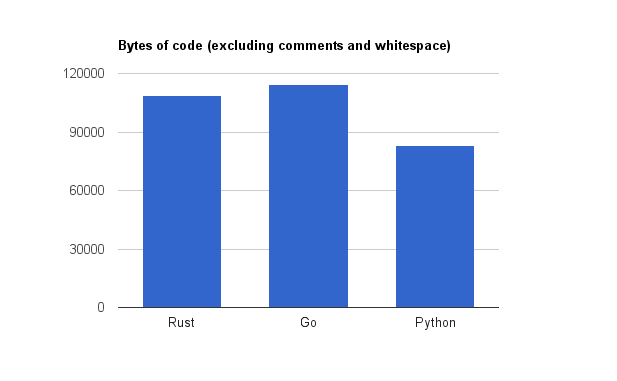 Bytes of code (excluding comments and whitespace)
120000
90000
60000
30000
0
Rust Go Python